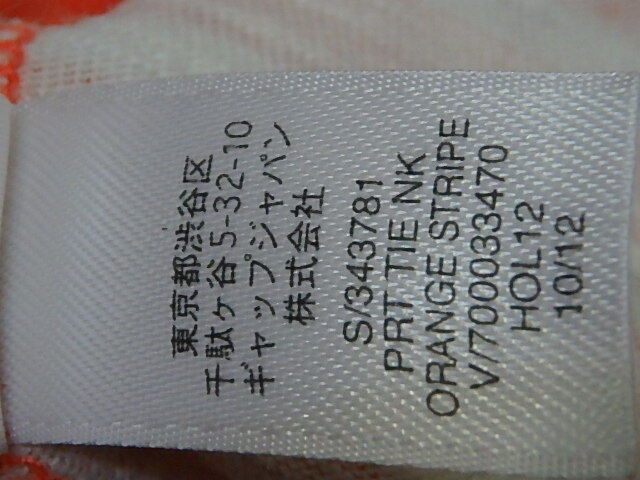 東京都渋谷区
千駄ヶ谷5-32-10
ギャップジャパン
株式会社
S/343781
PRT TIE NK
ORANGE STRIPE
V/700033470
HOL12
10/12